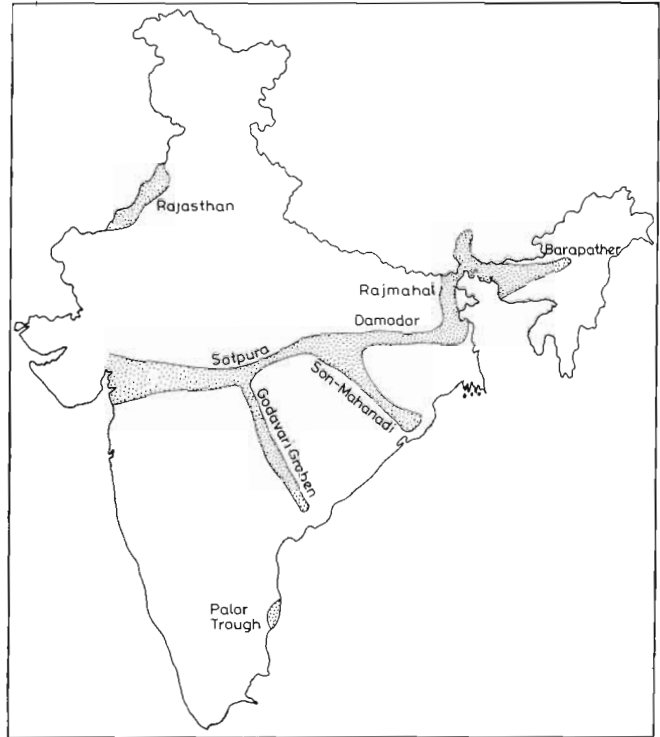 Rajasthan
Barapather
Rajmahal
Damodar
Satpura
Son-Mahanadi
Godavari Graben
Palar
Trough